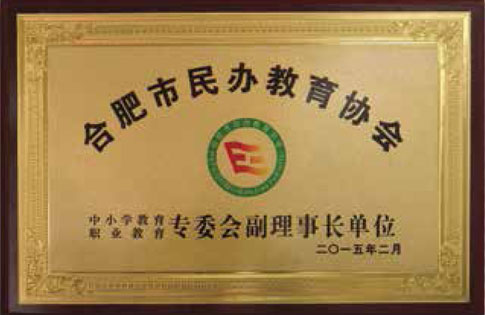 合肥市民办教育协会
中小学教育
职业教育
专委会副理事长单位
二〇一五年二月